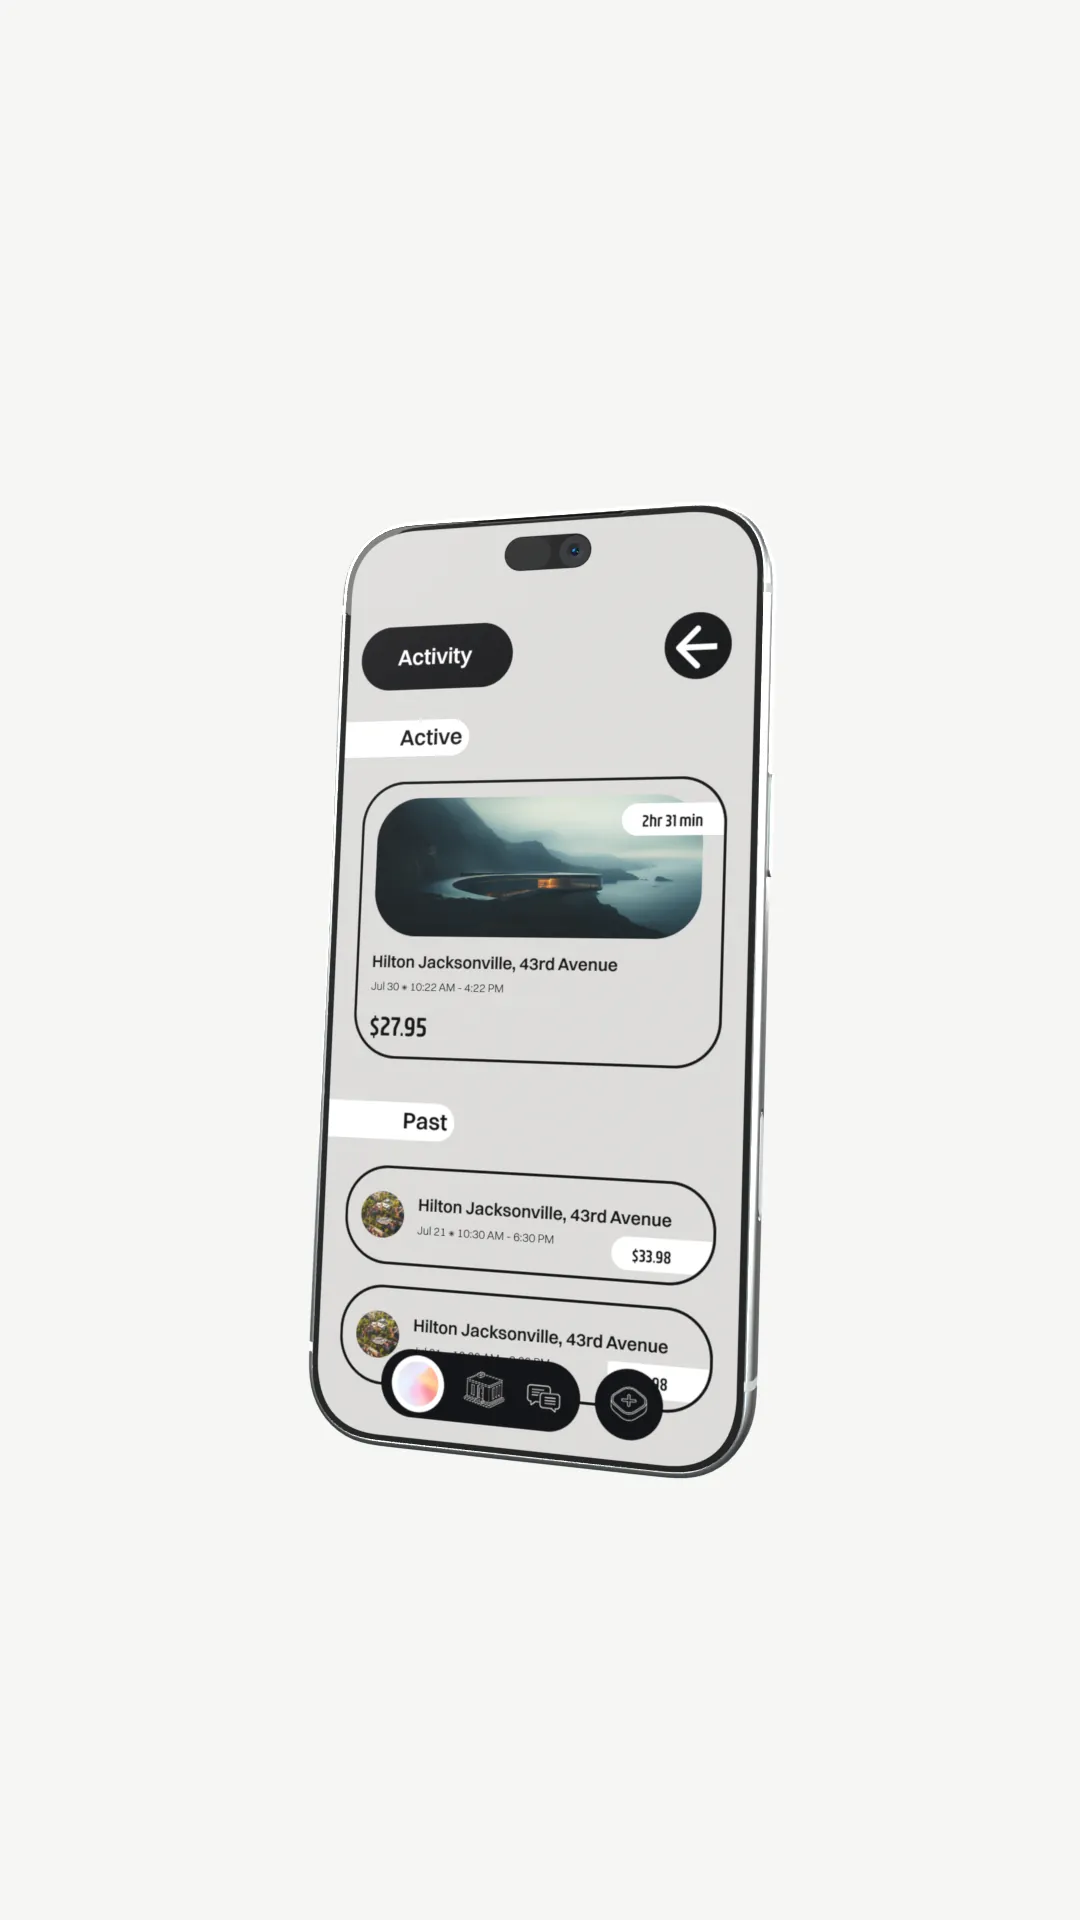 Activity
Active
2hr 31 min
Hilton Jacksonville, 43rd Avenue
Jul 30 • 10:22 AM - 4:22 PM
$27.95
Past
Hilton Jacksonville, 43rd Avenue
Jul 21 • 10:30 AM - 6:30 PM
$33.98
Hilton Jacksonville, 43rd Avenue
98